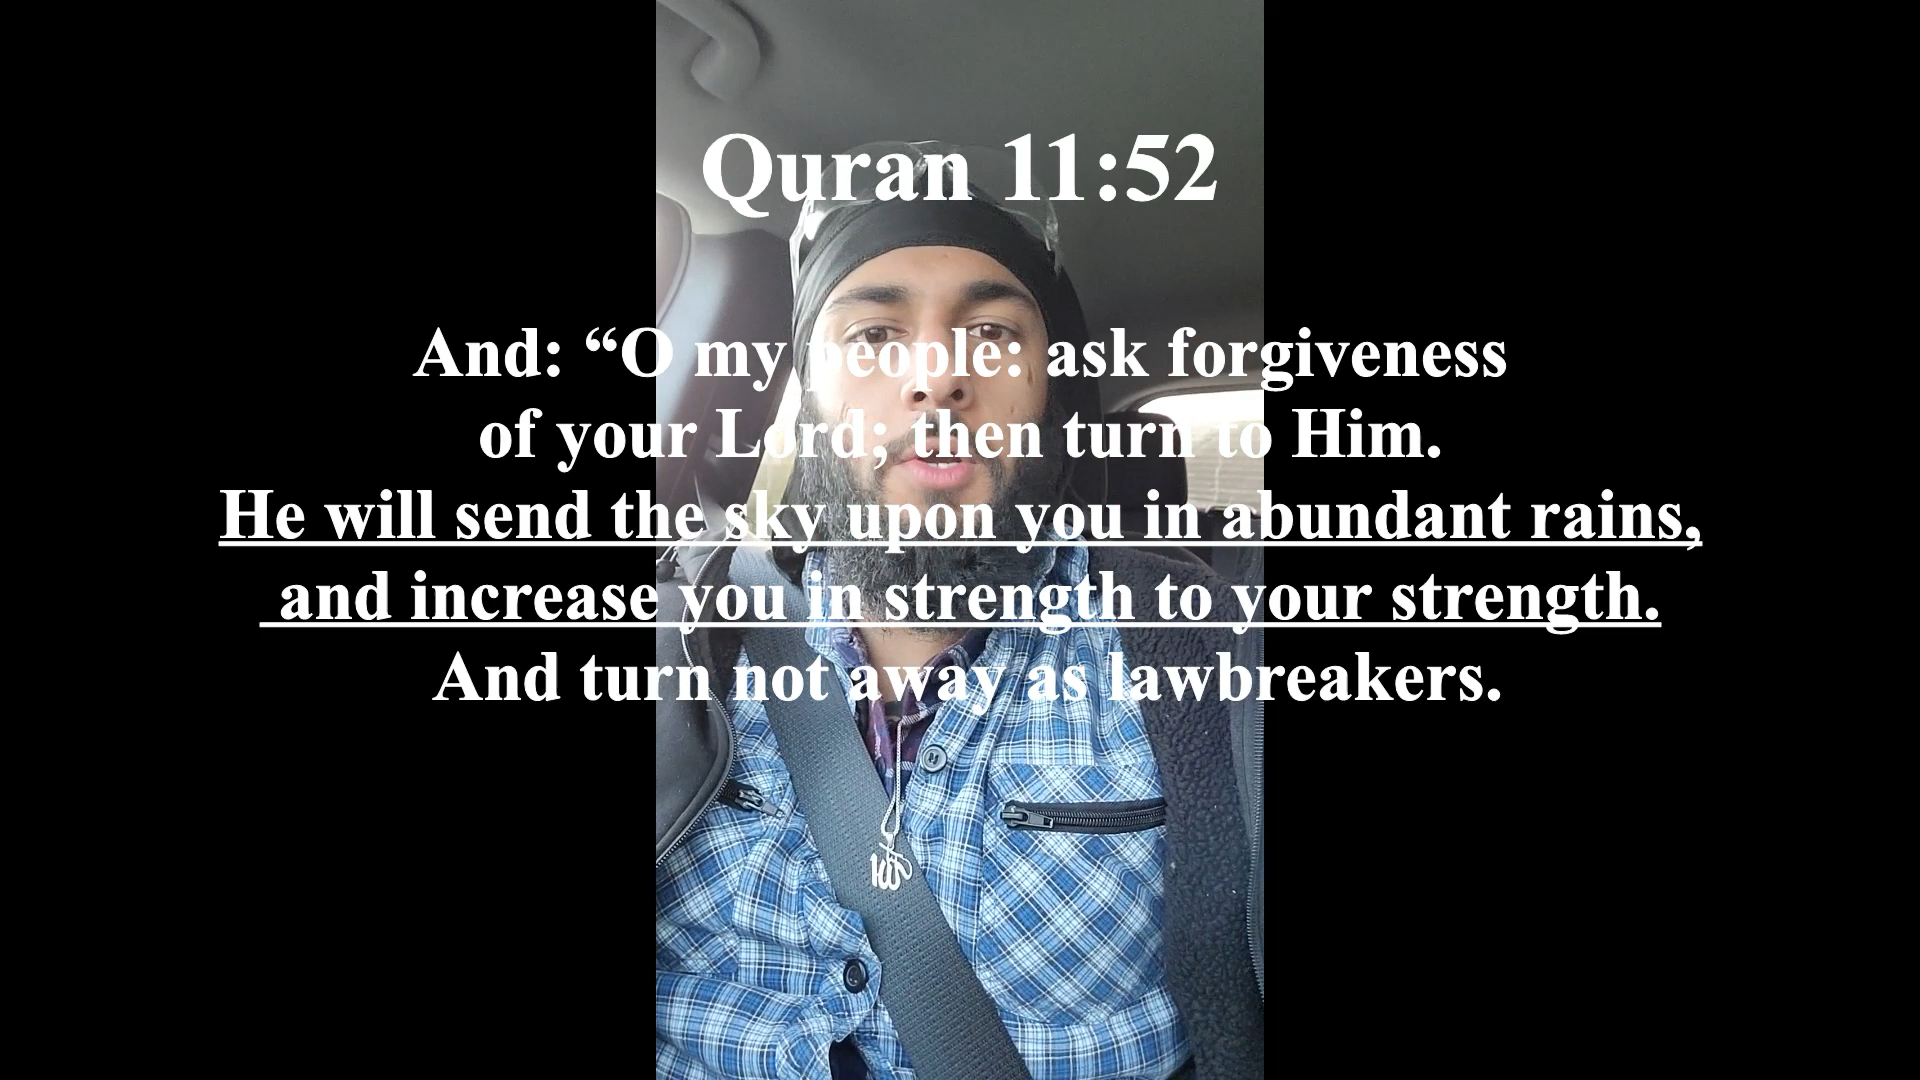 Quran 11:52
And: “O my people: ask forgiveness
of your Lord; then turn to Him.
He will send the sky upon you in abundant rains,
and increase you in strength to your strength.
And turn not away as lawbreakers.
الله